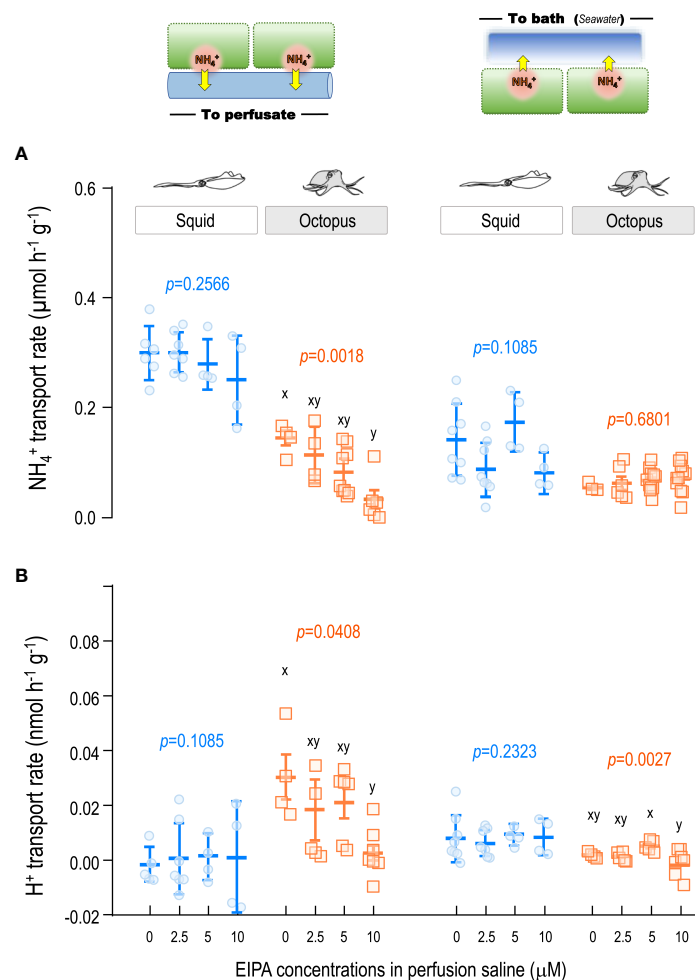 NH4+ NH4+
To perfusate
To bath (Seawater)
NH4+ NH4+
A
Squid Octopus Squid Octopus
NH4+ transport rate (µmol h-1 g-1)
0.6
0.4
0.2
0.0
p=0.2566
p=0.0018
x xy xy y
p=0.1085
p=0.6801
B
H+ transport rate (nmol h-1 g-1)
0.08
0.06
0.04
0.02
0.00
-0.02
p=0.1085
p=0.0408
x xy xy y
p=0.2323
p=0.0027
xy xy x y
0 2.5 5 10 0 2.5 5 10 0 2.5 5 10 0 2.5 5 10
EIPA concentrations in perfusion saline (µM)